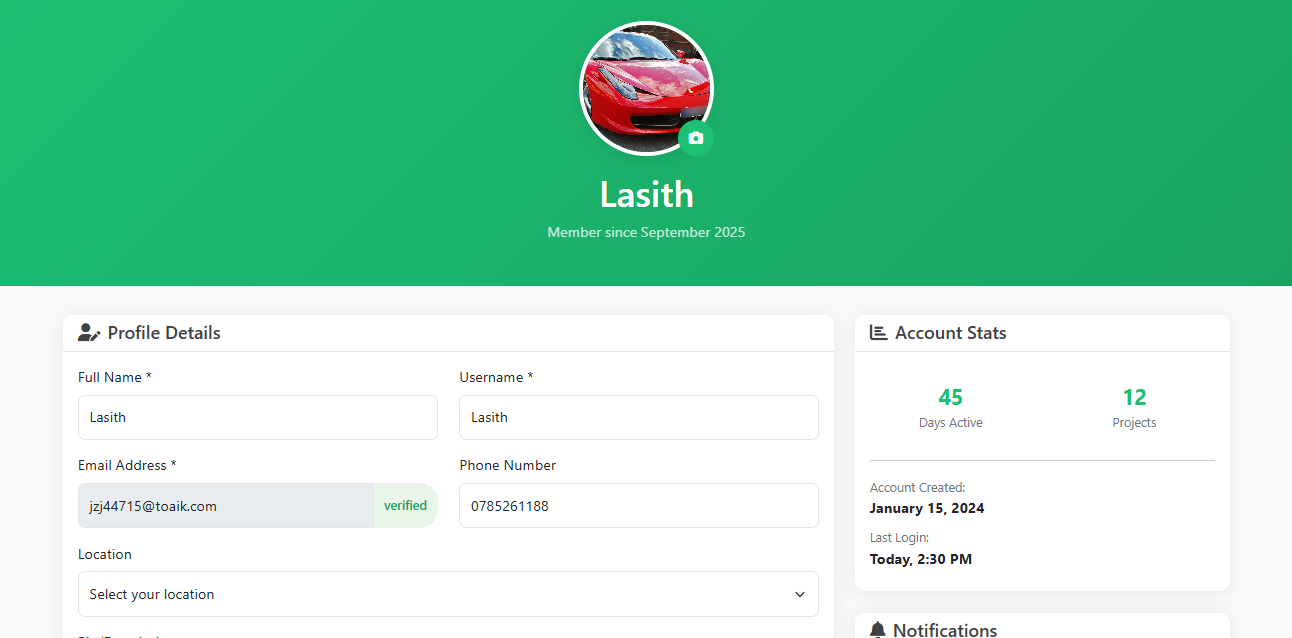 Lasith
Member since September 2025
Profile Details
Full Name *
Lasith
Username *
Lasith
Email Address *
jzj44715@toaik.com
verified
Phone Number
0785261188
Location
Select your location
Account Stats
45
Days Active
12
Projects
Account Created:
January 15, 2024
Last Login:
Today, 2:30 PM
Notifications